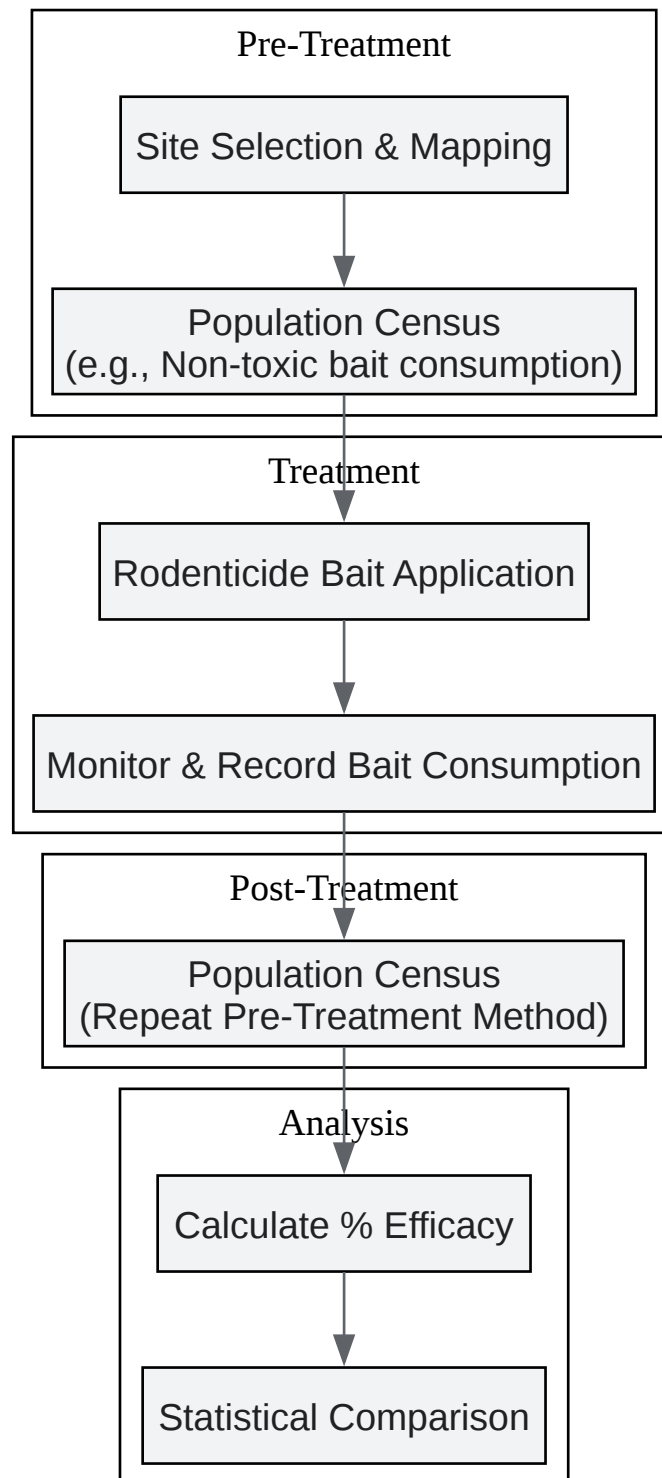 Pre-Treatment
Site Selection & Mapping
Population Census
(e.g., Non-toxic bait consumption)
Treatment
Rodenticide Bait Application
Monitor & Record Bait Consumption
Post-Treatment
Population Census
(Repeat Pre-Treatment Method)
Analysis
Calculate % Efficacy
Statistical Comparison